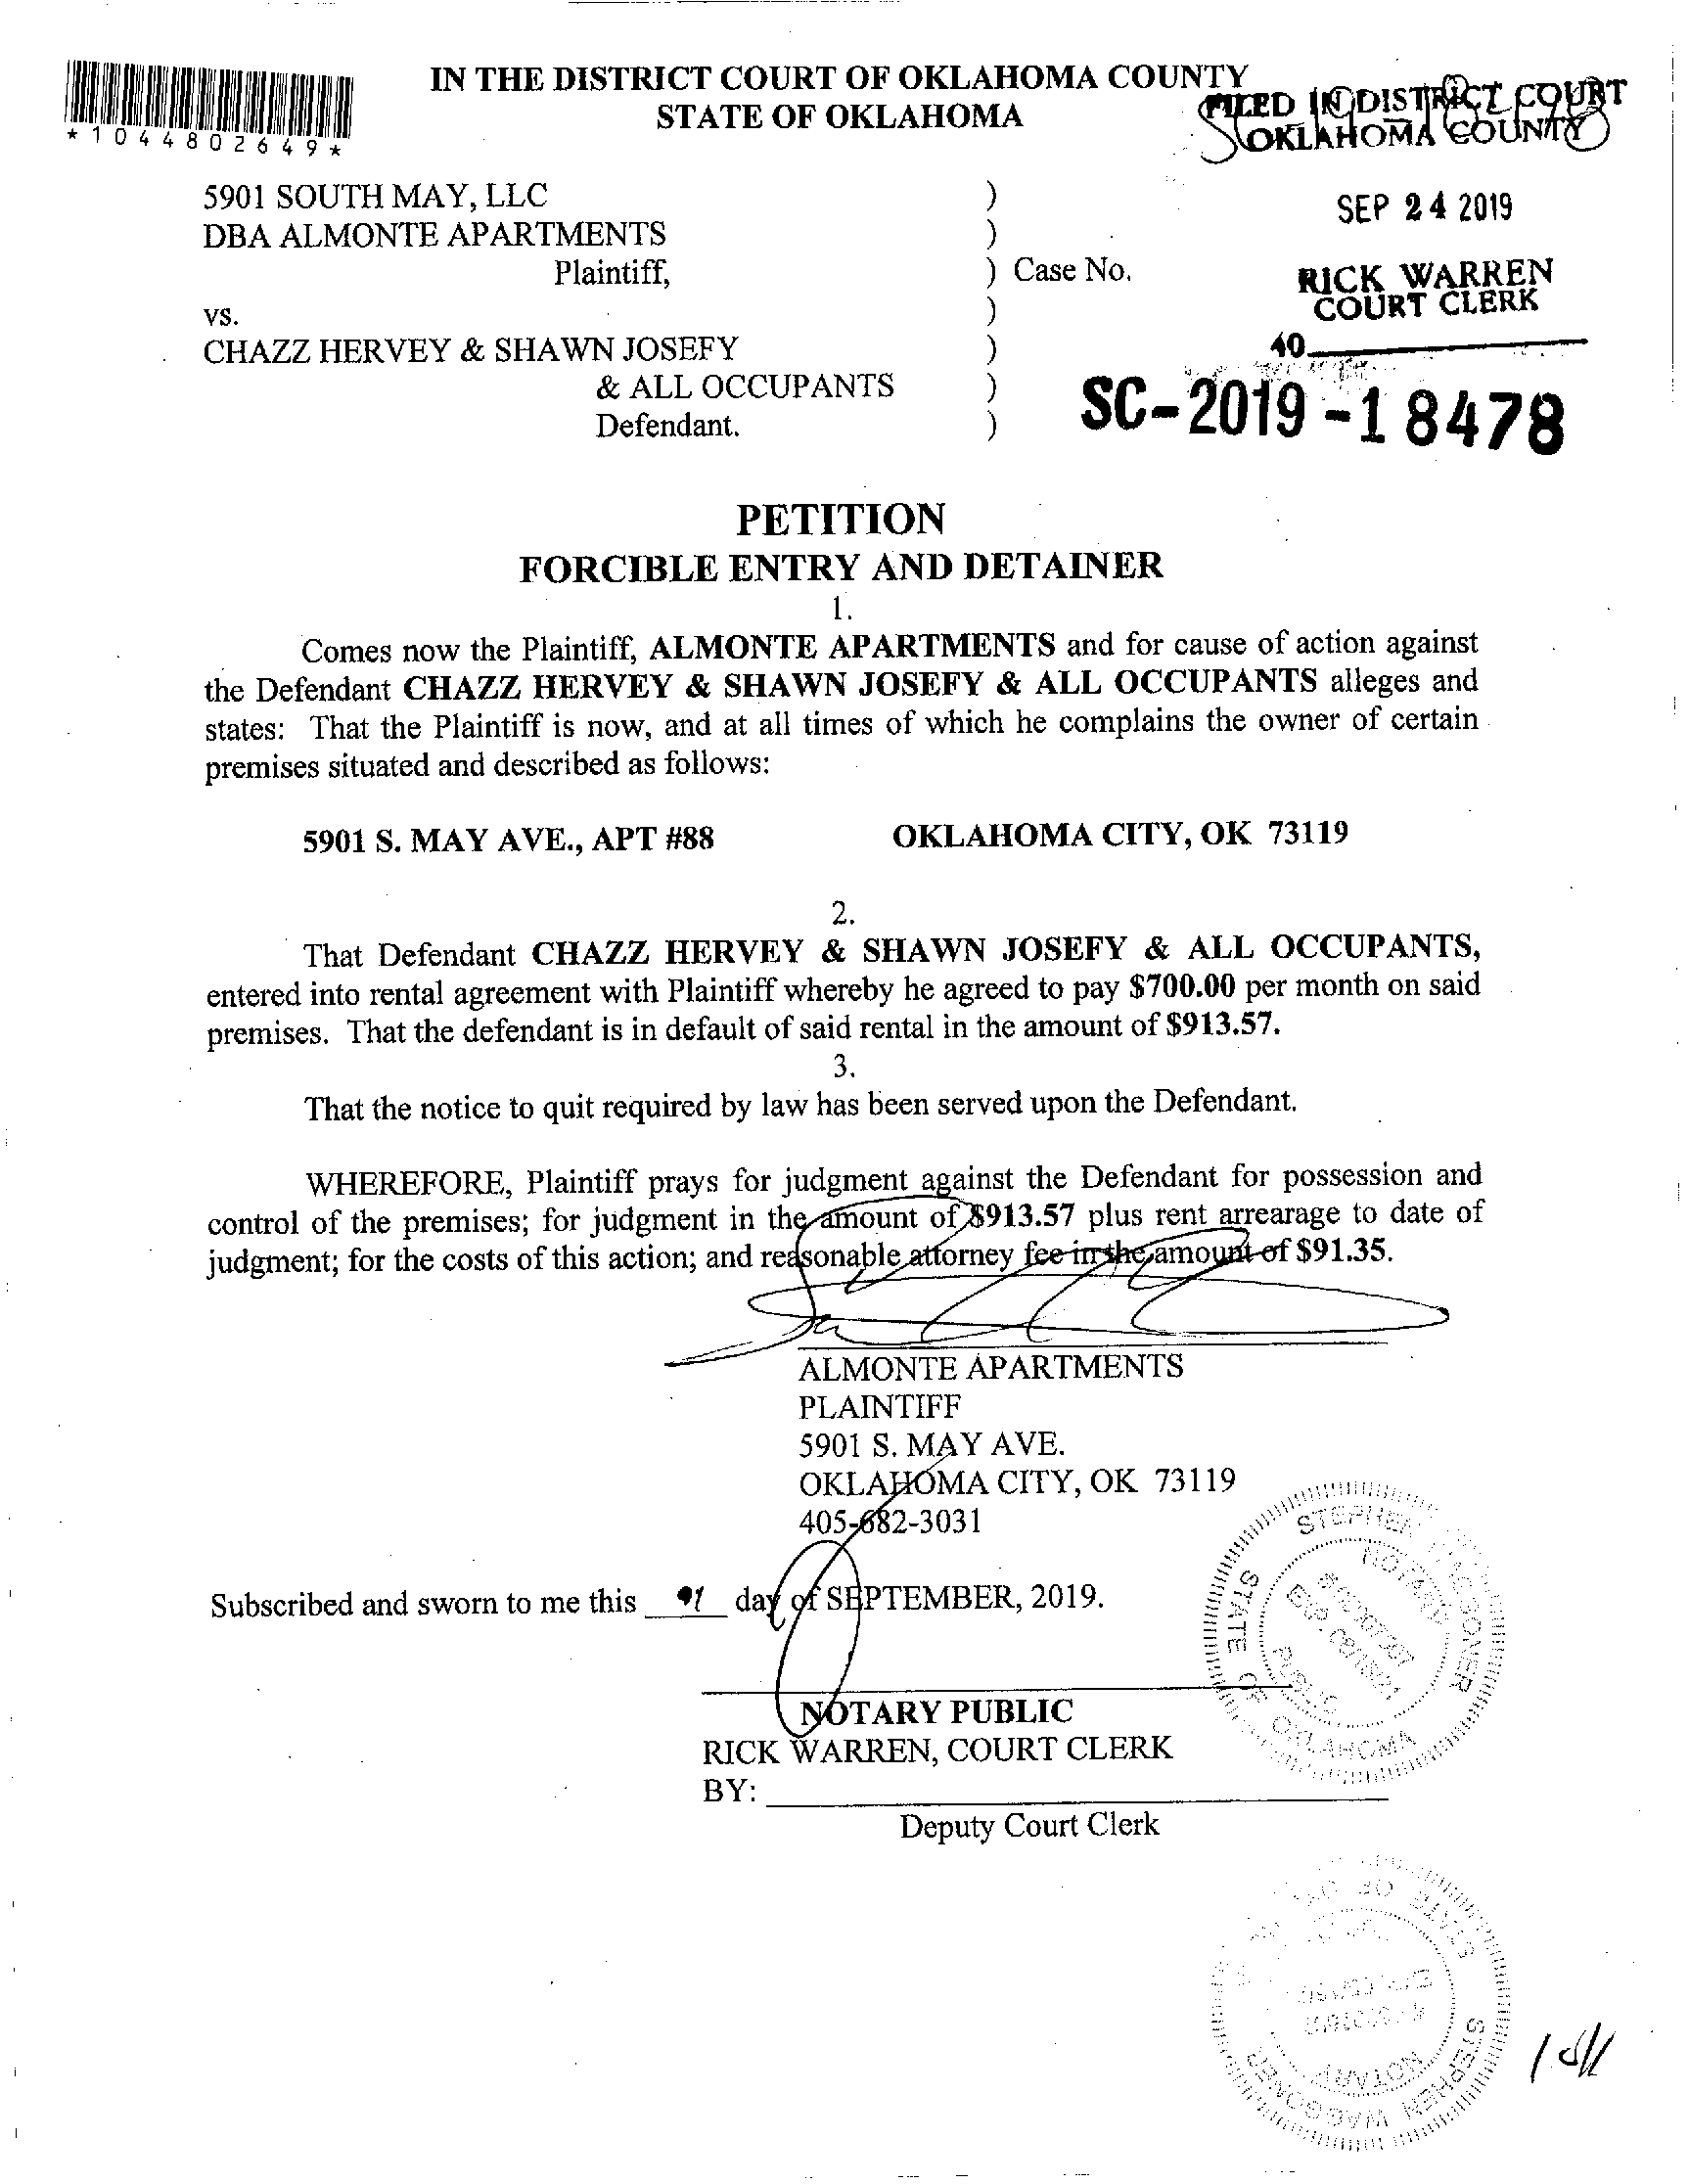 IN THE DISTRICT COURT OF OKLAHOMA COUNTY
STATE OF OKLAHOMA
*1044802649*
FILED IN DISTRICT COURT
OKLAHOMA COUNTY
5901 SOUTH MAY, LLC )
DBA ALMONTE APARTMENTS )
Plaintiff, ) Case No.
vs. )
CHAZZ HERVEY & SHAWN JOSEFY )
& ALL OCCUPANTS )
Defendant. )
SEP 24 2019
RICK WARREN
COURT CLERK
40
SC-2019-18478
PETITION
FORCIBLE ENTRY AND DETAINER
1.
Comes now the Plaintiff, ALMONTE APARTMENTS and for cause of action against
the Defendant CHAZZ HERVEY & SHAWN JOSEFY & ALL OCCUPANTS alleges and
states: That the Plaintiff is now, and at all times of which he complains the owner of certain
premises situated and described as follows:
5901 S. MAY AVE., APT #88 OKLAHOMA CITY, OK 73119
2.
That Defendant CHAZZ HERVEY & SHAWN JOSEFY & ALL OCCUPANTS,
entered into rental agreement with Plaintiff whereby he agreed to pay $700.00 per month on said
premises. That the defendant is in default of said rental in the amount of $913.57.
3.
That the notice to quit required by law has been served upon the Defendant.
WHEREFORE, Plaintiff prays for judgment against the Defendant for possession and
control of the premises; for judgment in the amount of $913.57 plus rent arrearage to date of
judgment; for the costs of this action; and reasonable attorney fee in the amount of $91.35.
ALMONTE APARTMENTS
PLAINTIFF
5901 S. MAY AVE.
OKLAHOMA CITY, OK 73119
405-682-3031
Subscribed and sworn to me this day of SEPTEMBER, 2019.
NOTARY PUBLIC
RICK WARREN, COURT CLERK
BY:
Deputy Court Clerk
STEPHEN WAGGONER
NOTARY
PUBLIC
STATE OF OKLAHOMA
STEPHEN WAGGONER
NOTARY
STATE OF